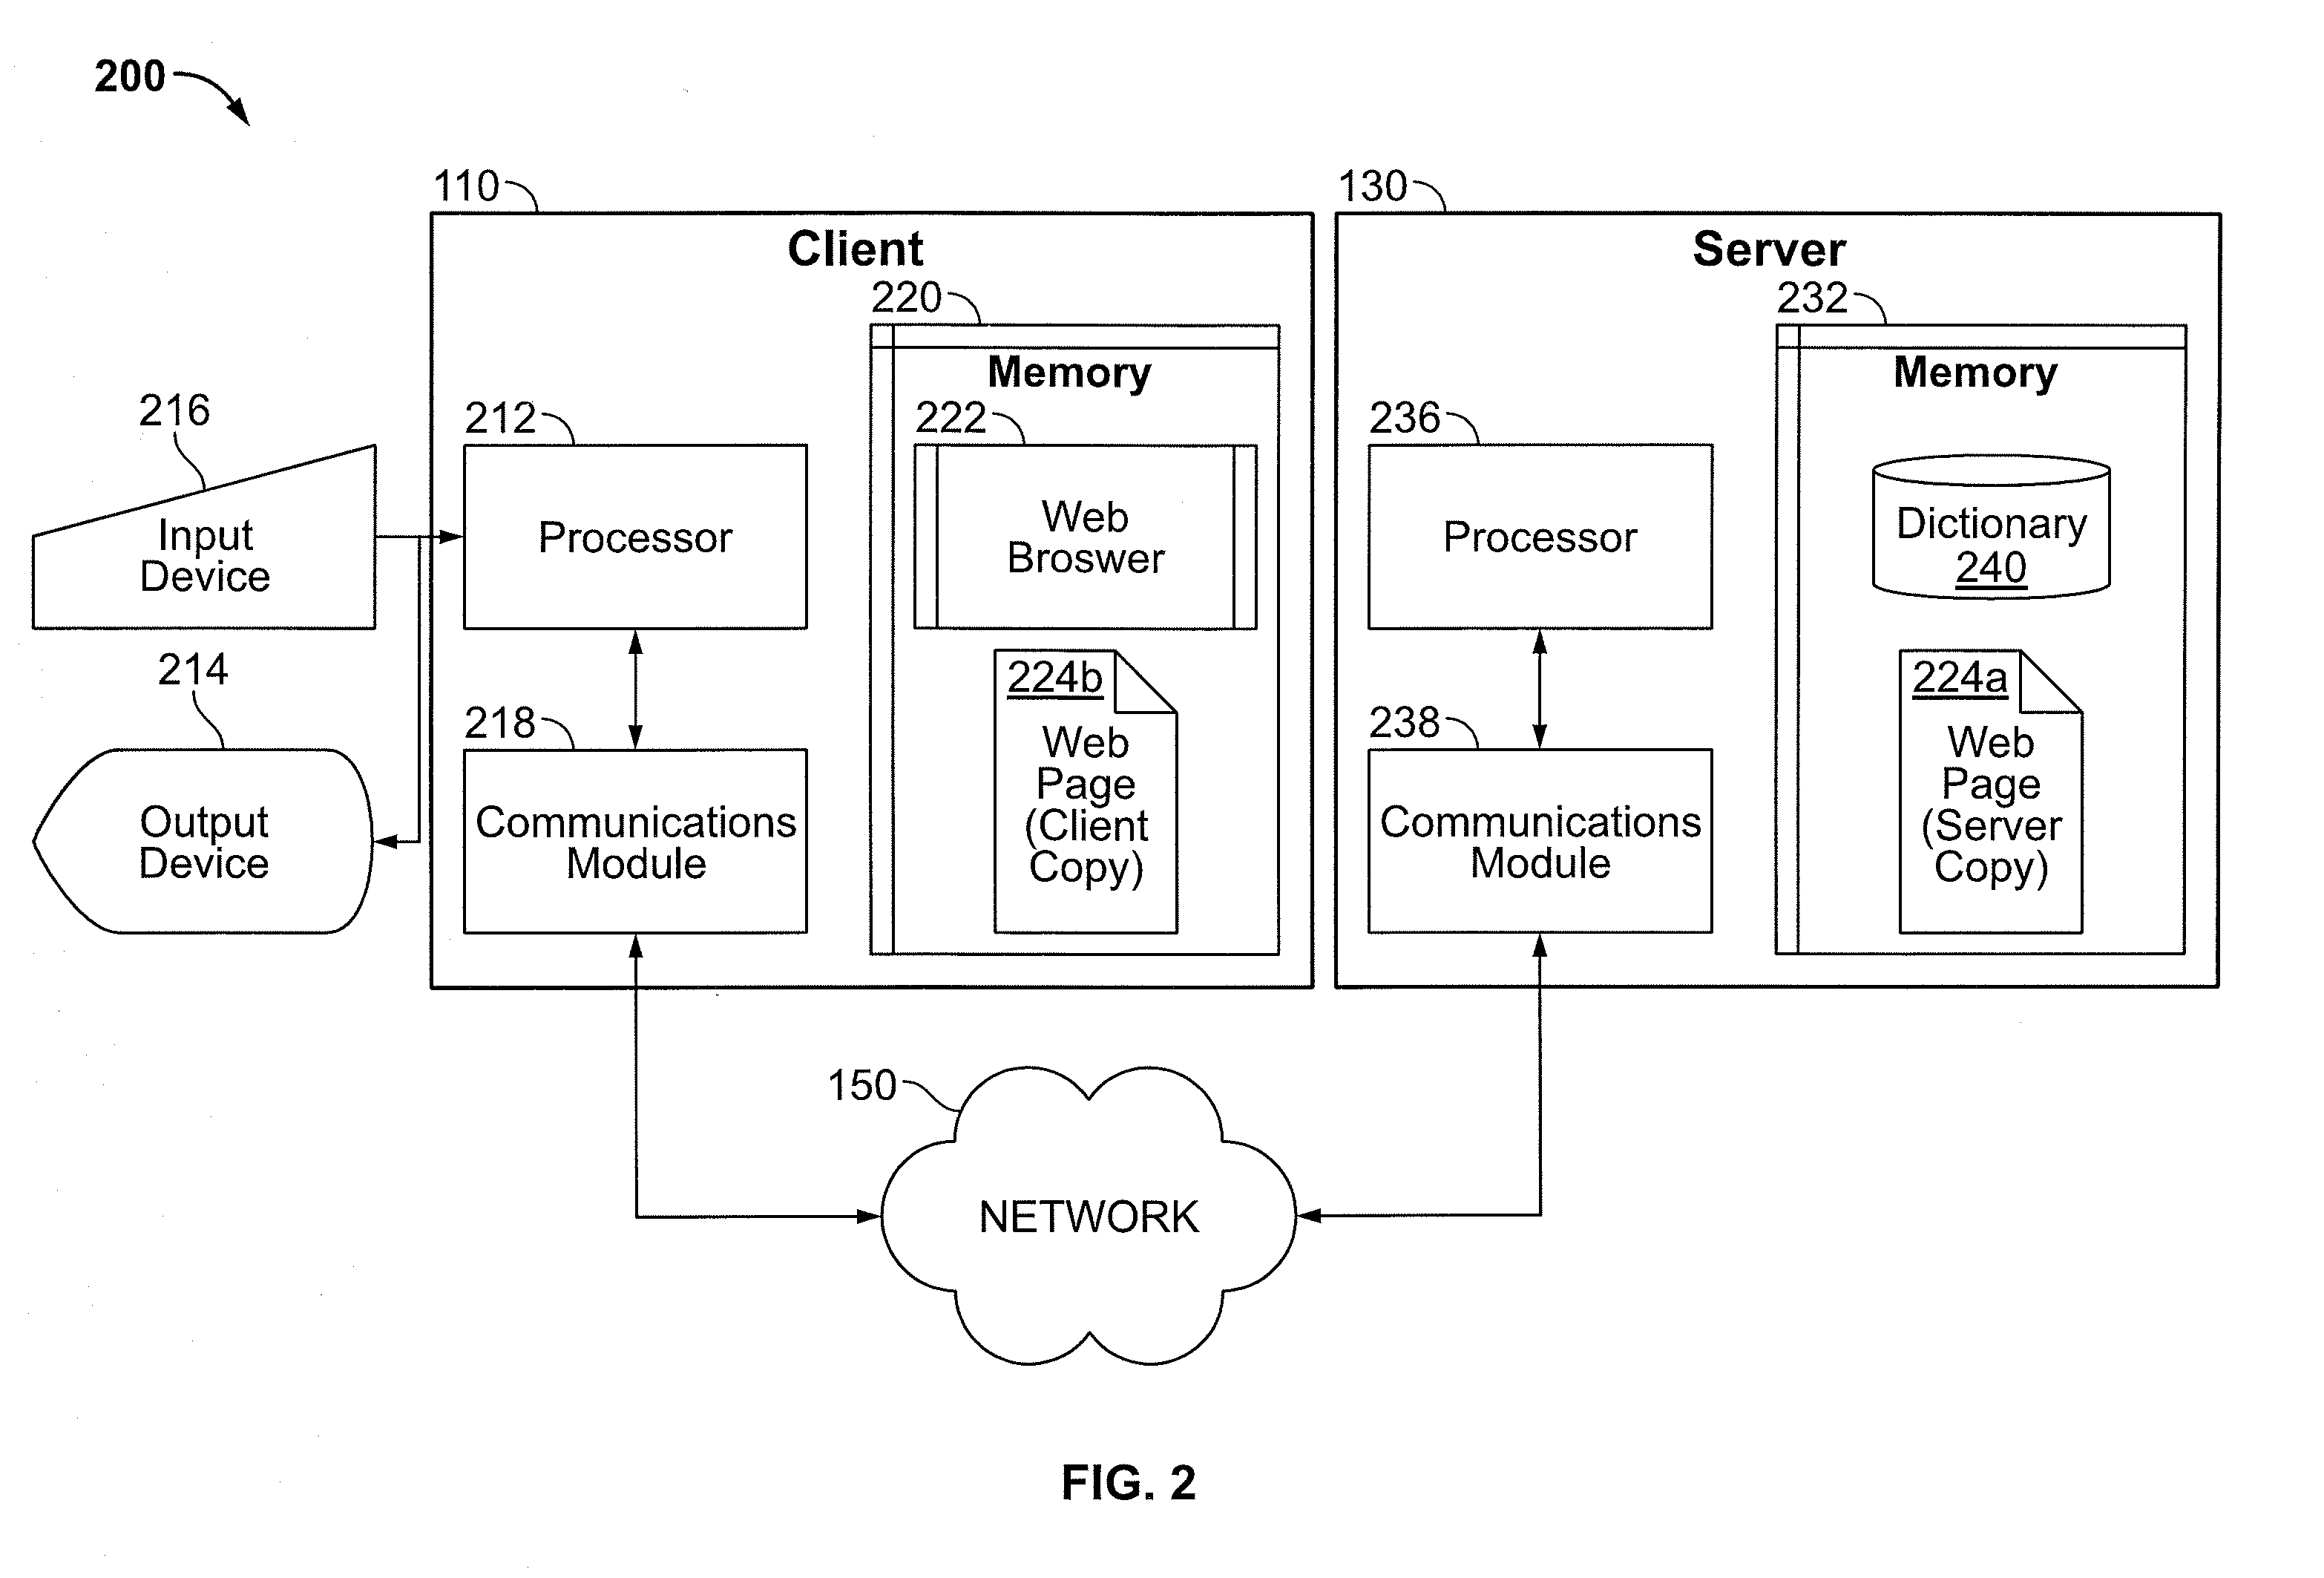 200
110
130
Client
Server
220
232
Memory
Memory
216
212
222
236
Input
Device
Processor
Web
Broswer
Processor
Dictionary
240
214
218
224b
238
224a
Output
Device
Communications
Module
Web
Page
(Client
Copy)
Communications
Module
Web
Page
(Server
Copy)
150
NETWORK
FIG. 2